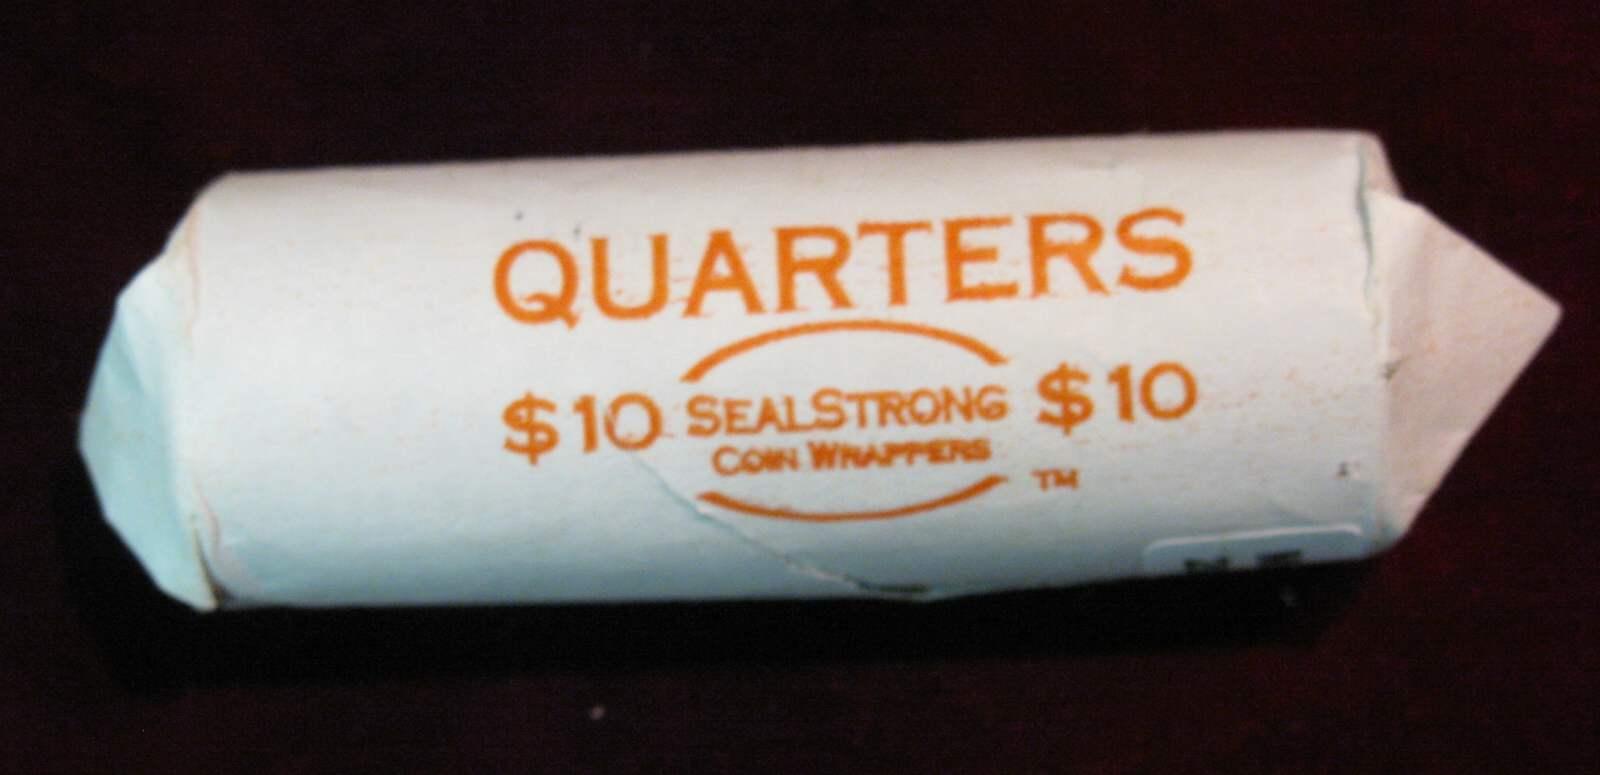 QUARTERS
$10 SEALSTRONG $10
COIN WRAPPERS
TM